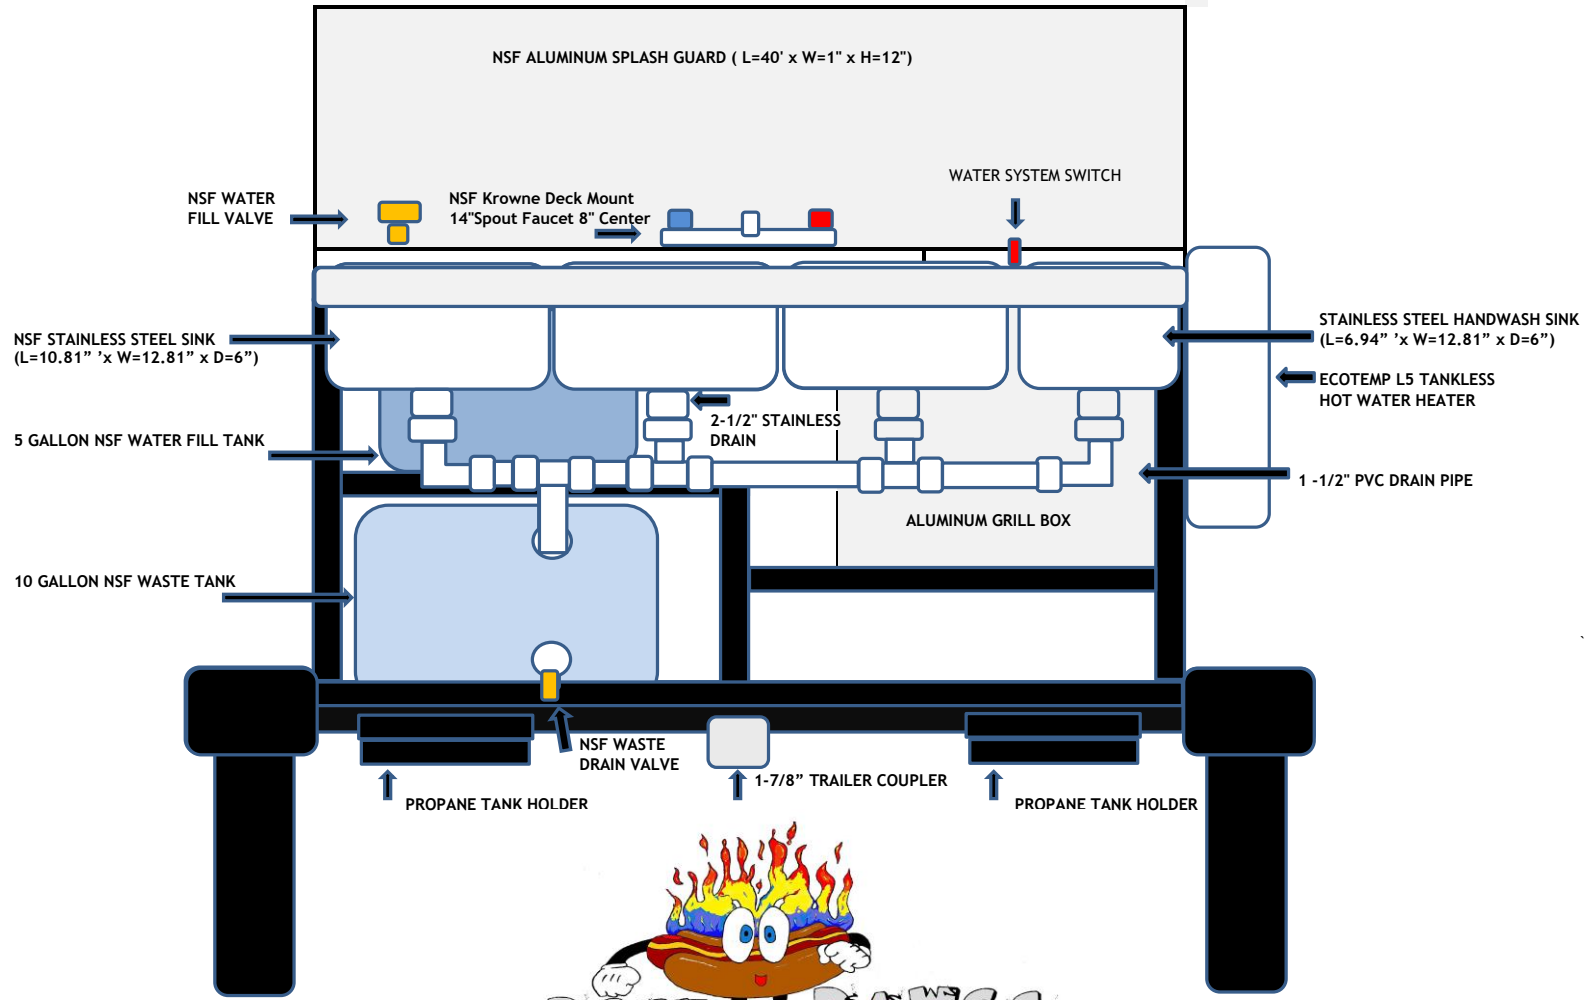 NSF ALUMINUM SPLASH GUARD ( L=40' x W=1" x H=12")
WATER SYSTEM SWITCH
NSF WATER
FILL VALVE
NSF Krowne Deck Mount
14"Spout Faucet 8" Center
NSF STAINLESS STEEL SINK
(L=10.81” ’x W=12.81” x D=6”)
STAINLESS STEEL HANDWASH SINK
(L=6.94” ’x W=12.81” x D=6”)
ECOTEMP L5 TANKLESS
HOT WATER HEATER
2-1/2" STAINLESS
DRAIN
5 GALLON NSF WATER FILL TANK
1 -1/2" PVC DRAIN PIPE
ALUMINUM GRILL BOX
10 GALLON NSF WASTE TANK
`
NSF WASTE
DRAIN VALVE
1-7/8” TRAILER COUPLER
PROPANE TANK HOLDER
PROPANE TANK HOLDER